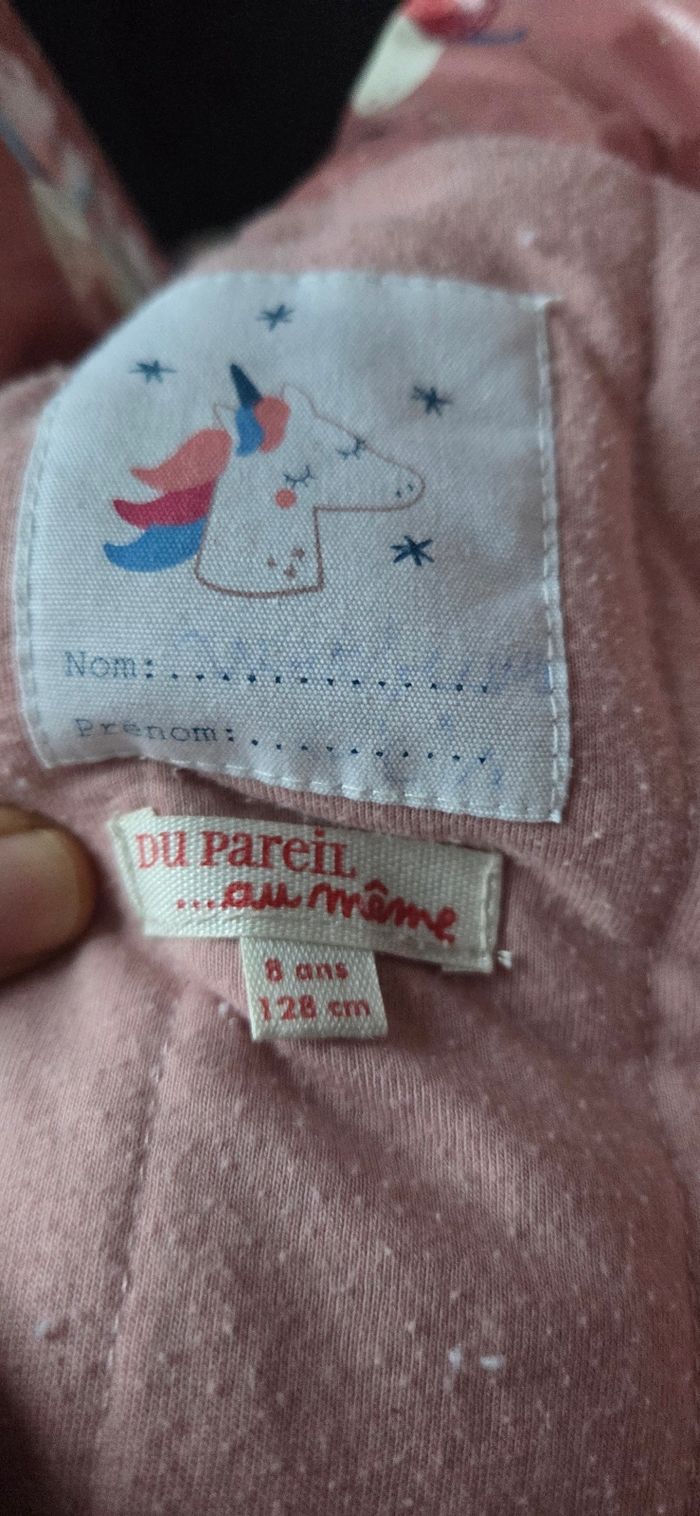 Nom:..............
Prénom:..........
DU PAREIL
...au même
8 ans
128 cm